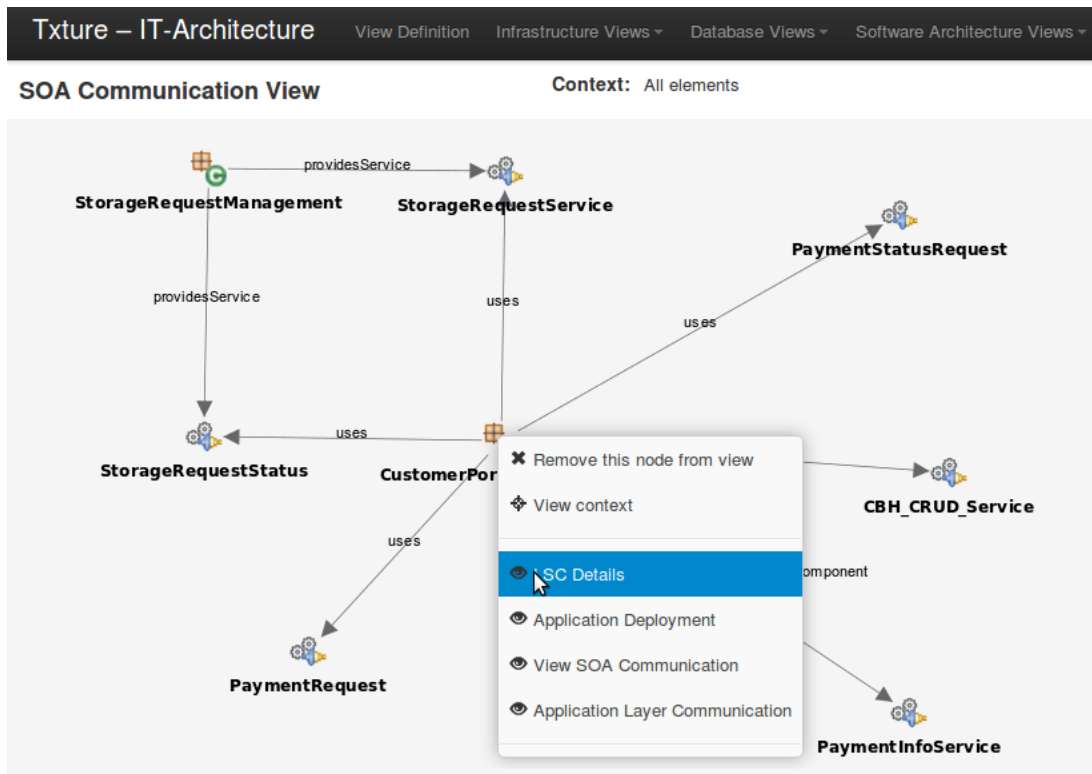 Txture – IT-Architecture View Definition Infrastructure Views Database Views Software Architecture Views
SOA Communication View Context: All elements
providesService
StorageRequestManagement StorageRequestService
PaymentStatusRequest
providesService
uses
uses
uses
StorageRequestStatus
CustomerPor
Remove this node from view
View context
CBH_CRUD_Service
uses
LSC Details
omponent
Application Deployment
View SOA Communication
PaymentRequest
Application Layer Communication
PaymentInfoService